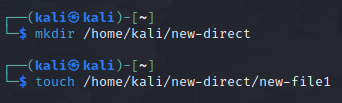 ┌──(kali㉿kali)-[~]
└─$ mkdir /home/kali/new-direct
┌──(kali㉿kali)-[~]
└─$ touch /home/kali/new-direct/new-file1